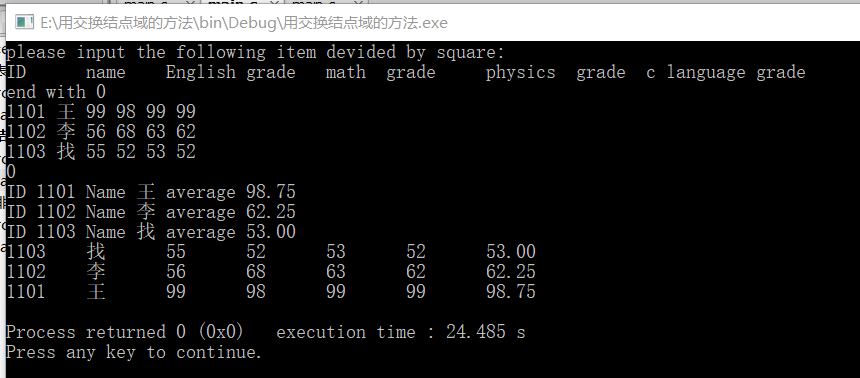 E:\用交换结点域的方法\bin\Debug\用交换结点域的方法.exe
please input the following item devided by square:
ID name English grade math grade physics grade c language grade
end with 0
1101 王 99 98 99 99
1102 李 56 68 63 62
1103 找 55 52 53 52
0
ID 1101 Name 王 average 98.75
ID 1102 Name 李 average 62.25
ID 1103 Name 找 average 53.00
1103 找 55 52 53 52 53.00
1102 李 56 68 63 62 62.25
1101 王 99 98 99 99 98.75
Process returned 0 (0x0) execution time : 24.485 s
Press any key to continue.